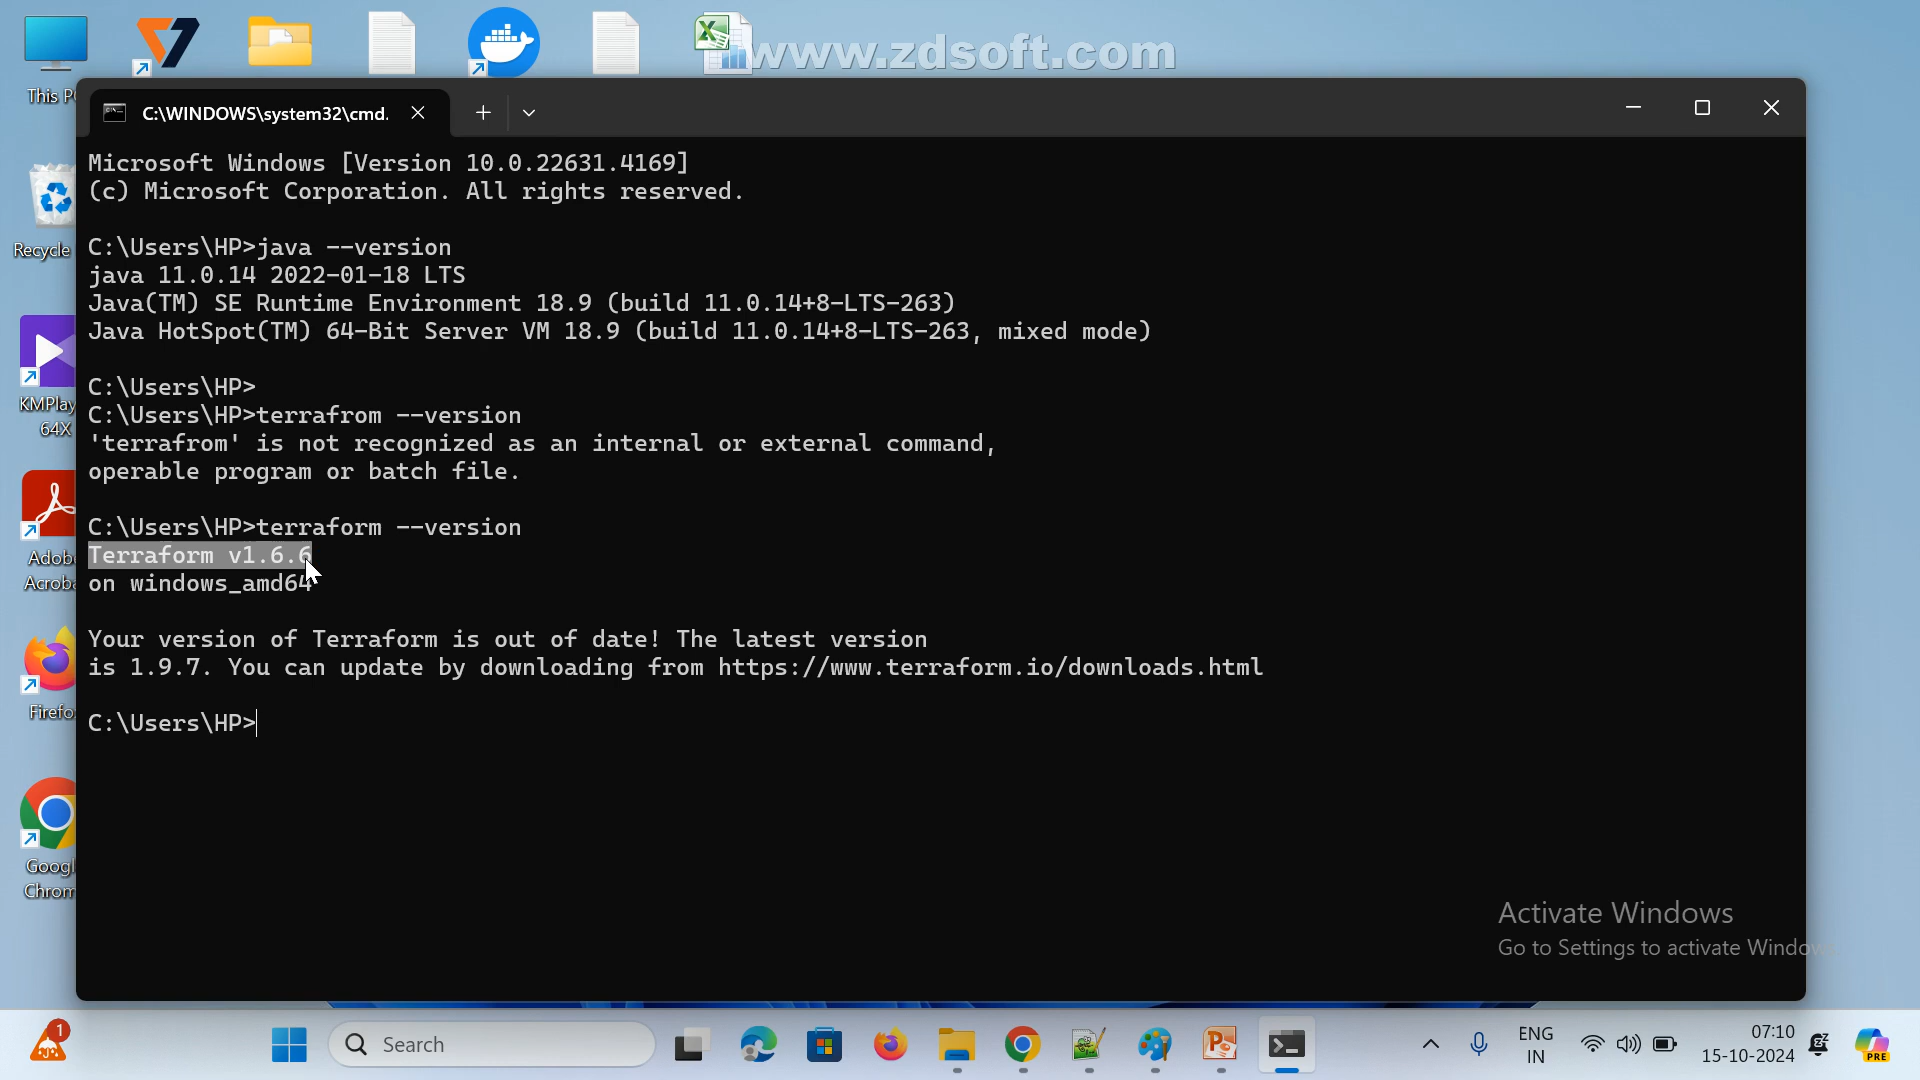 www.zdsoft.com
This P
C:\WINDOWS\system32\cmd.
Microsoft Windows [Version 10.0.22631.4169]
(c) Microsoft Corporation. All rights reserved.
C:\Users\HP>java --version
java 11.0.14 2022-01-18 LTS
Java(TM) SE Runtime Environment 18.9 (build 11.0.14+8-LTS-263)
Java HotSpot(TM) 64-Bit Server VM 18.9 (build 11.0.14+8-LTS-263, mixed mode)
C:\Users\HP>
C:\Users\HP>terrafrom --version
'terrafrom' is not recognized as an internal or external command,
operable program or batch file.
C:\Users\HP>terraform --version
Terraform v1.6.6
on windows_amd64
Your version of Terraform is out of date! The latest version
is 1.9.7. You can update by downloading from https://www.terraform.io/downloads.html
C:\Users\HP>
Recycle
KMPlay
64X
Adob
Acroba
Firefo
Googl
Chrom
Activate Windows
Go to Settings to activate Windows
1
Search
ENG
IN
07:10
15-10-2024
PRE